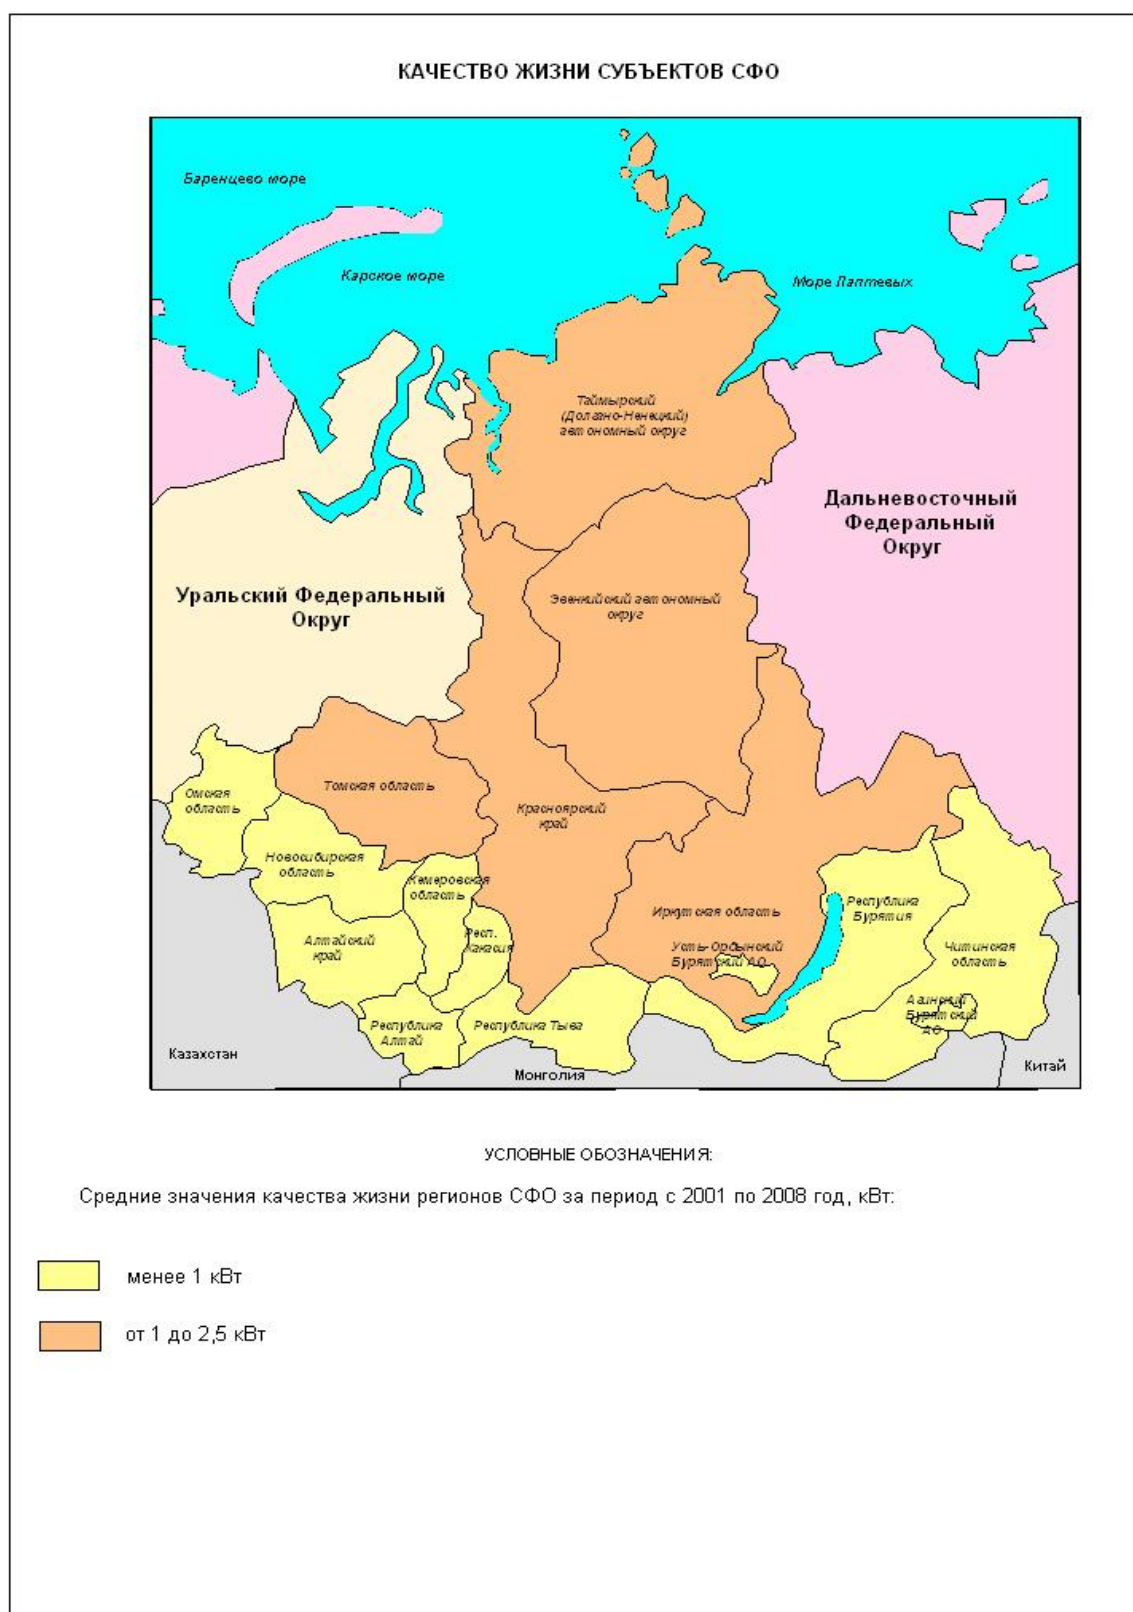 КАЧЕСТВО ЖИЗНИ СУБЪЕКТОВ СФО
Баренцево море
Карское море
Море Лаптевых
Таймырский
(Долгано-Ненецкий)
автономный округ
Дальневосточный
Федеральный
Округ
Уральский Федеральный
Округ
Эвенкийский автономный
округ
Омская
область
Томская область
Красноярский
край
Новосибирская
область
Кемеровская
область
Иркутская область
Республика
Бурятия
Алтайский
край
Респ.
Хакасия
Усть-Ордынский
Бурятский АО
Читинская
область
Агинский
Бурятский
АО
Республика
Алтай
Республика Тыва
Казахстан
Монголия
Китай
УСЛОВНЫЕ ОБОЗНАЧЕНИЯ:
Средние значения качества жизни регионов СФО за период с 2001 по 2008 год, кВт:
менее 1 кВт
от 1 до 2,5 кВт